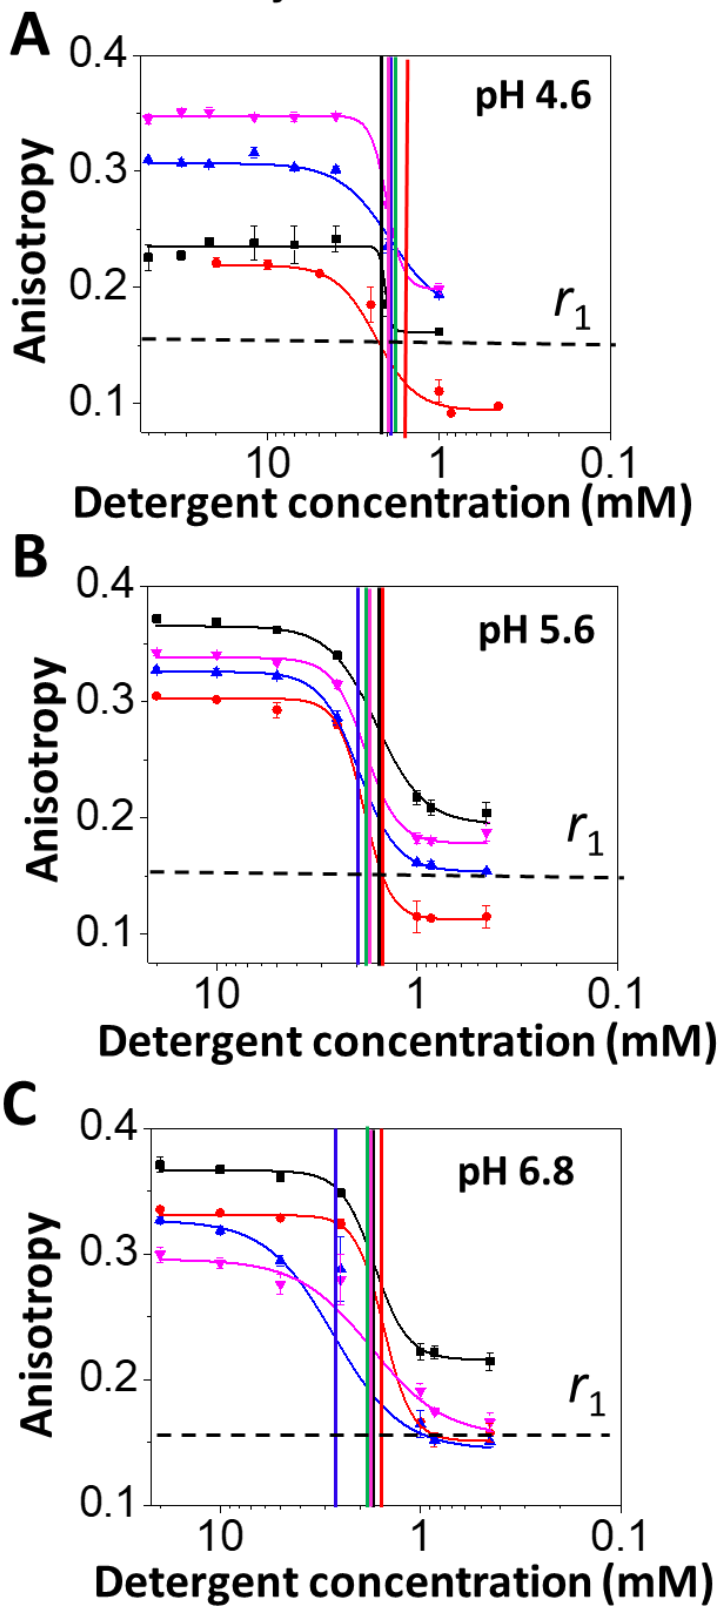 A
0.4
pH 4.6
0.3
Anisotropy
0.2
r1
0.1
10
1
0.1
Detergent concentration (mM)
B
0.4
pH 5.6
0.3
Anisotropy
0.2
r1
0.1
10
1
0.1
Detergent concentration (mM)
C
0.4
pH 6.8
0.3
Anisotropy
0.2
r1
0.1
10
1
0.1
Detergent concentration (mM)